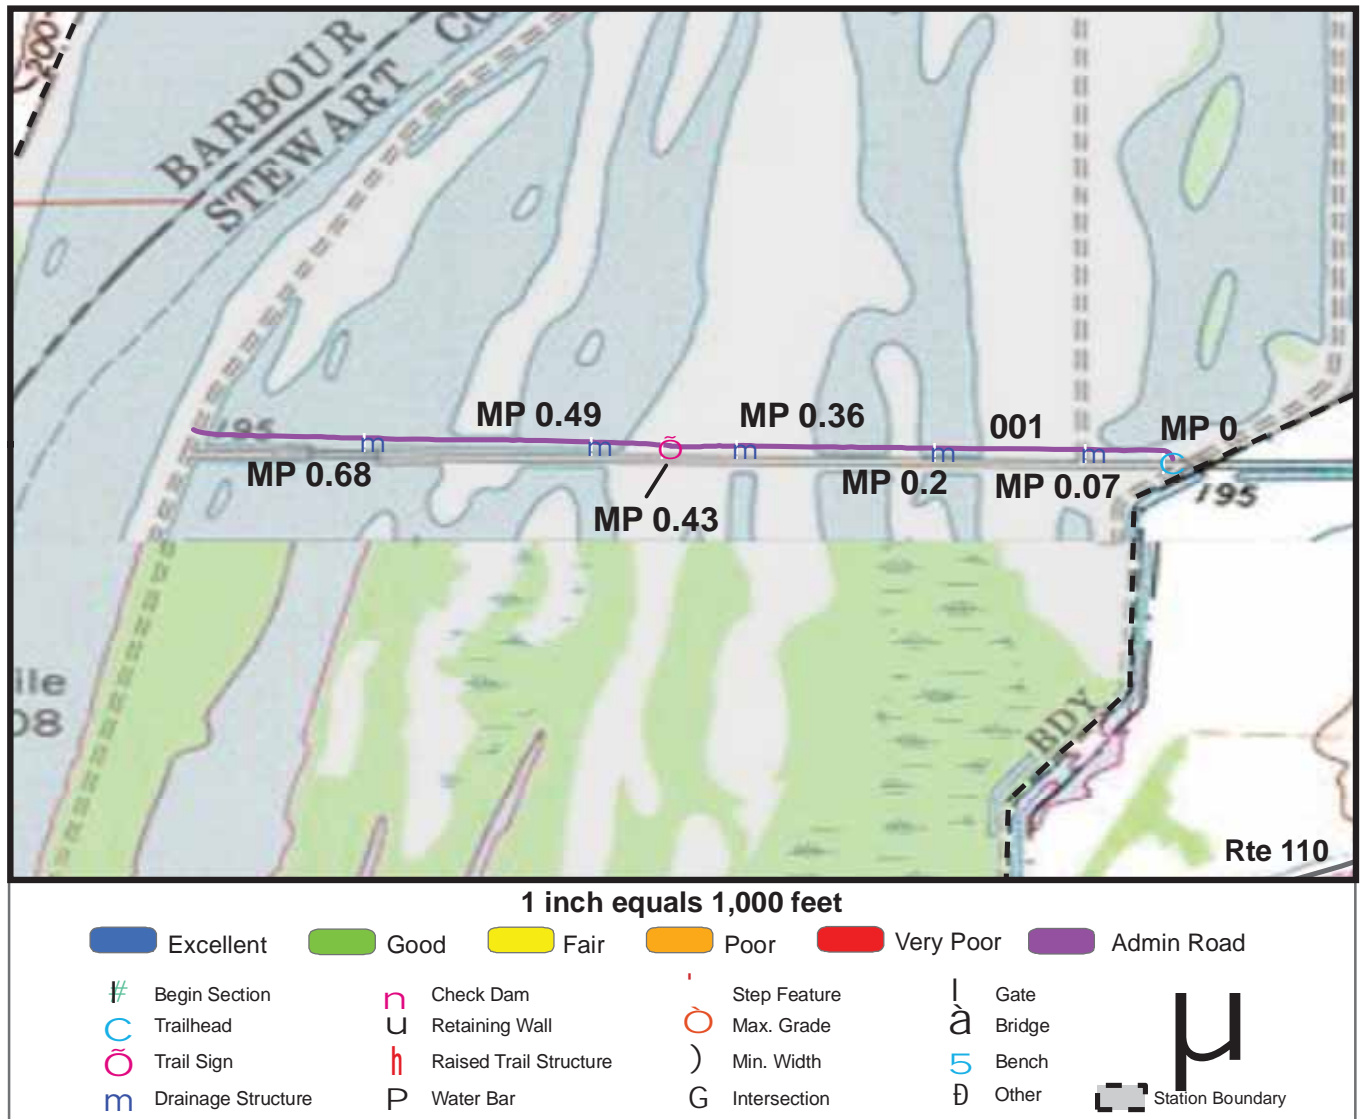 200
BARBOUR CO
STEWART
MP 0.49
MP 0.36
001
MP 0
195
m
m
Õ
m
m
m
C
MP 0.68
MP 0.2
MP 0.07
195
MP 0.43
ile
08
BDY
Rte 110
1 inch equals 1,000 feet
Excellent
Good
Fair
Poor
Very Poor
Admin Road
# Begin Section
n Check Dam
' Step Feature
I Gate
C Trailhead
u Retaining Wall
Ò Max. Grade
à Bridge
Õ Trail Sign
h Raised Trail Structure
) Min. Width
5 Bench
m Drainage Structure
P Water Bar
G Intersection
Ð Other
Station Boundary
µ